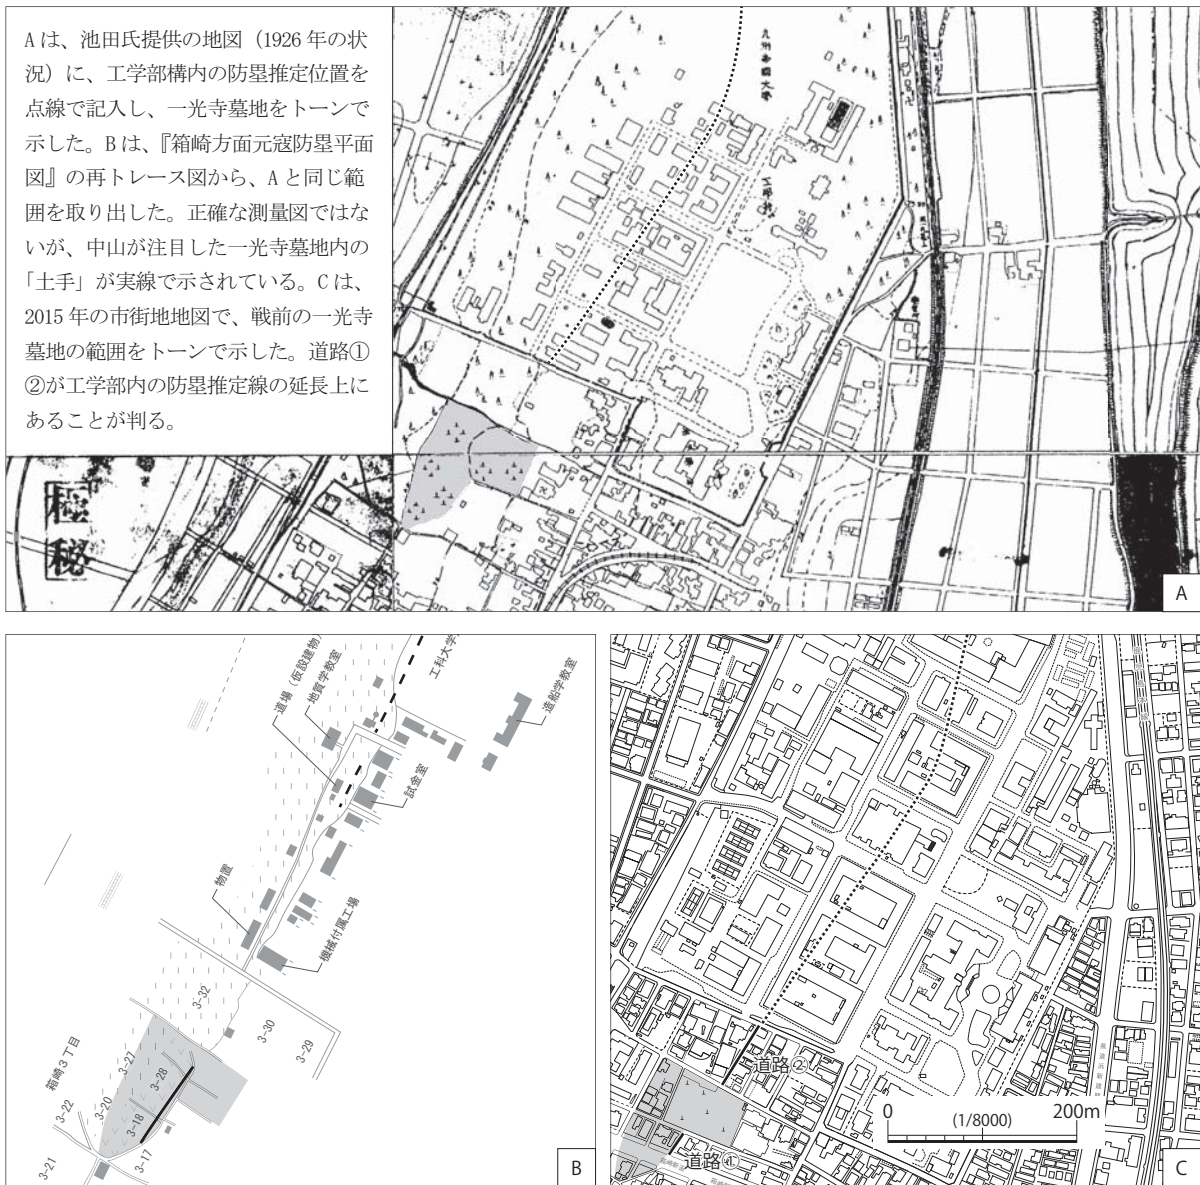 Aは、池田氏提供の地図（1926年の状
況）に、工学部構内の防塁推定位置を
点線で記入し、一光寺墓地をトーンで
示した。Bは、『箱崎方面元寇防塁平面
図』の再トレース図から、Aと同じ範
囲を取り出した。正確な測量図ではな
いが、中山が注目した一光寺墓地内の
「土手」が実線で示されている。Cは、
2015年の市街地地図で、戦前の一光寺
墓地の範囲をトーンで示した。道路①
②が工学部内の防塁推定線の延長上に
あることが判る。
九州帝國大学
工学部
極秘
A
道場（仮設建物）
地質学教室
工科大学
造船学教室
試金室
物置
機械付属工場
箱崎3丁目
3-32
3-30
3-29
3-27
3-28
3-22
3-20
3-18
3-21
3-17
B
道路②
道路①
0
200m
(1/8000)
C